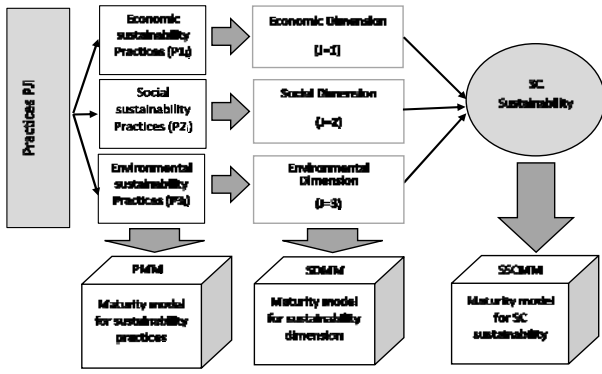 Practices PJI
Economic
sustainability
Practices (P1i)
Social
sustainability
Practices (P2i)
Environmental
sustainability
Practices (P3i)
Economic Dimension
(J=1)
Social Dimension
(J=2)
Environmental
Dimension
(J=3)
SC
Sustainability
PMM
Maturity model
for sustainability
practices
SDMM
Maturity model
for sustainability
dimension
SSCMM
Maturity model
for SC
sustainability